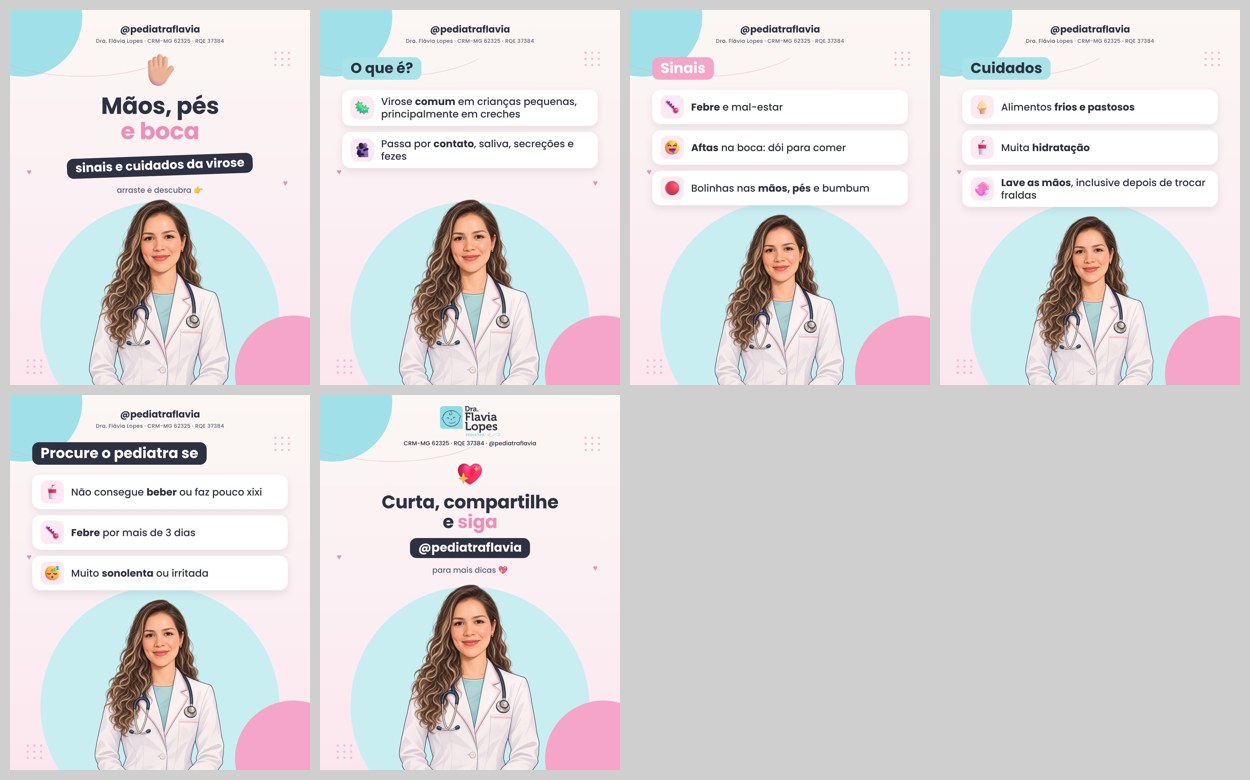 @pediatraflavia
Dra. Flávia Lopes · CRM-MG 62325 · RQE 37384
Mãos, pés
e boca
sinais e cuidados da virose
arraste e descubra
@pediatraflavia
Dra. Flávia Lopes · CRM-MG 62325 · RQE 37384
O que é?
Virose comum em crianças pequenas,
principalmente em creches
Passa por contato, saliva, secreções e
fezes
@pediatraflavia
Dra. Flávia Lopes · CRM-MG 62325 · RQE 37384
Sinais
Febre e mal-estar
Aftas na boca: dói para comer
Bolinhas nas mãos, pés e bumbum
@pediatraflavia
Dra. Flávia Lopes · CRM-MG 62325 · RQE 37384
Cuidados
Alimentos frios e pastosos
Muita hidratação
Lave as mãos, inclusive depois de trocar
fraldas
@pediatraflavia
Dra. Flávia Lopes · CRM-MG 62325 · RQE 37384
Procure o pediatra se
Não consegue beber ou faz pouco xixi
Febre por mais de 3 dias
Muito sonolenta ou irritada
Dra.
Flavia
Lopes
CRM-MG 62325 · RQE 37384 · @pediatraflavia
Curta, compartilhe
e siga
@pediatraflavia
para mais dicas